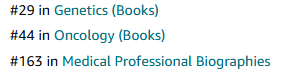 #29 in Genetics (Books)
#44 in Oncology (Books)
#163 in Medical Professional Biographies